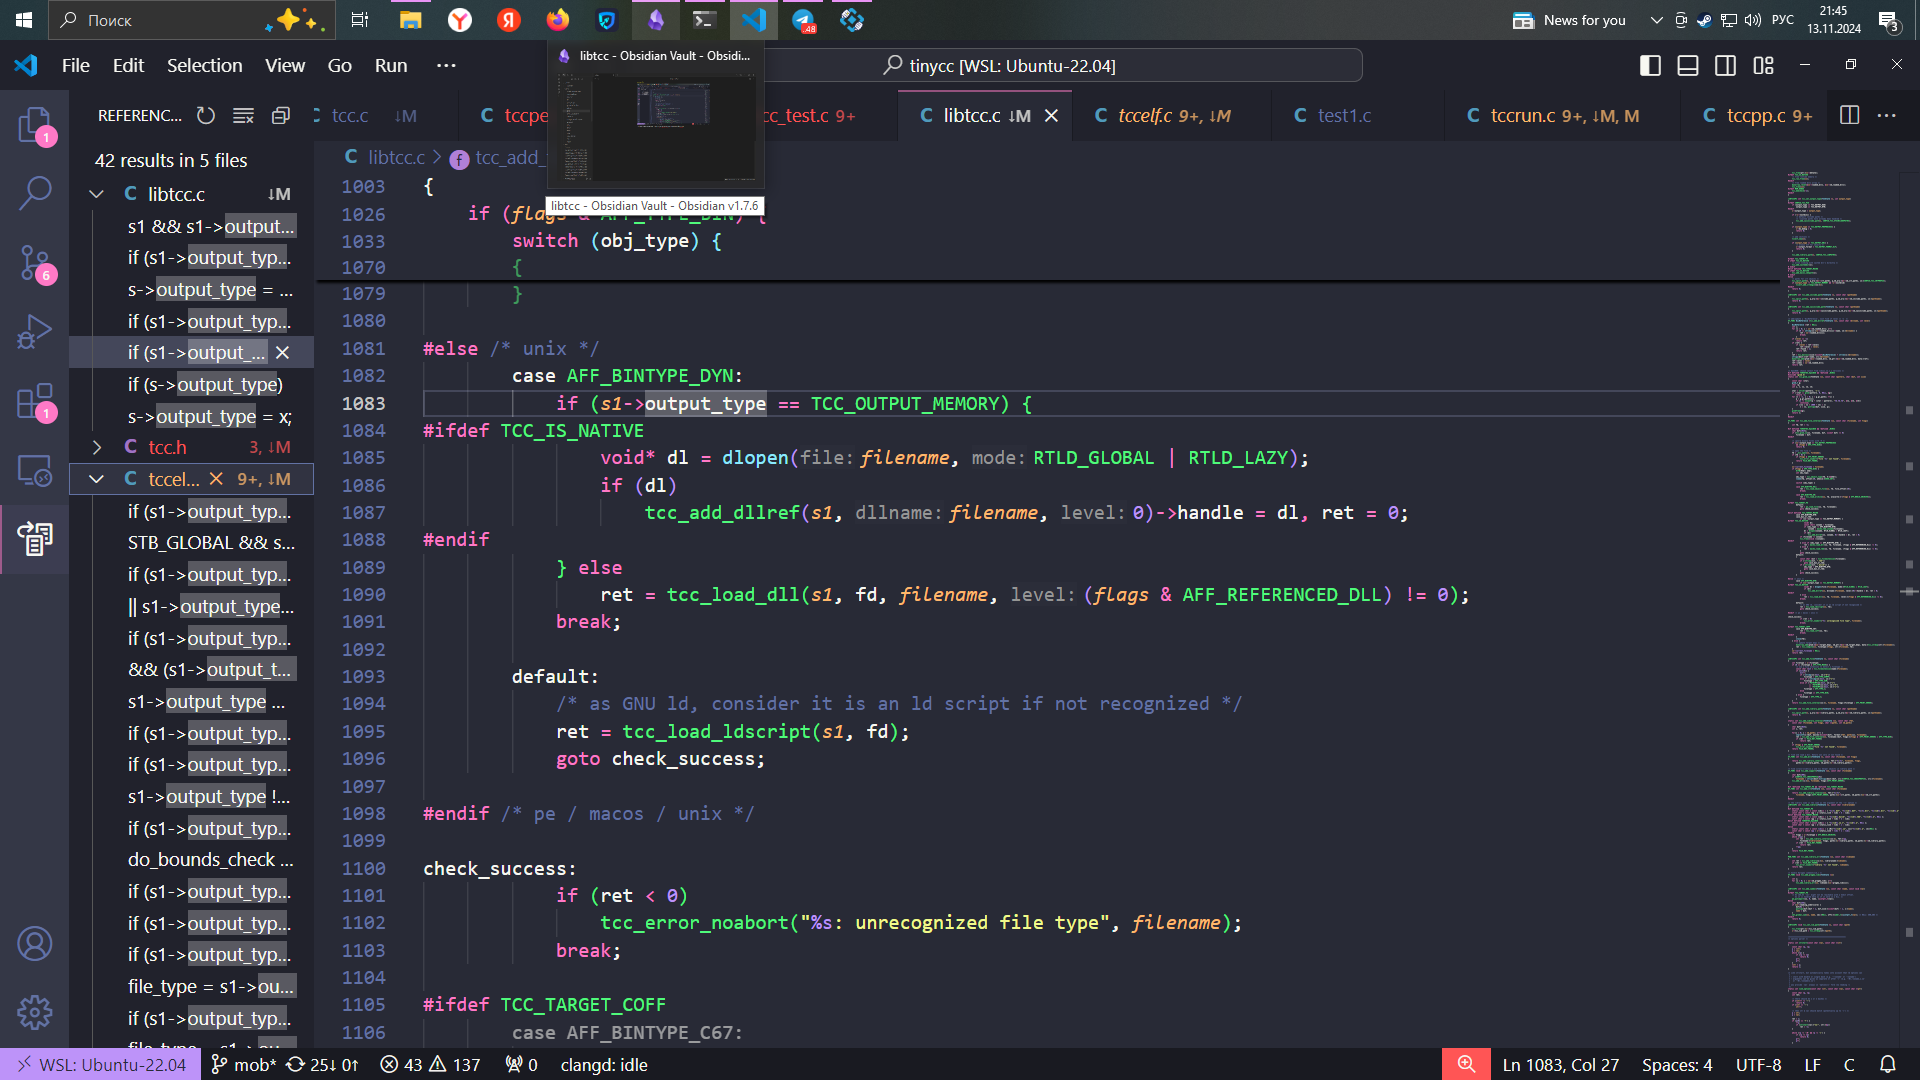 Поиск
News for you
РУС
21:45
13.11.2024
3
.48
File Edit Selection View Go Run ···
libtcc - Obsidian Vault - Obsidi...
tinycc [WSL: Ubuntu-22.04]
REFERENC...
C tcc.c ↓M
C tccpe
cc_test.c 9+
C libtcc.c ↓M
C tccelf.c 9+, ↓M
C test1.c
C tccrun.c 9+, ↓M, M
C tccpp.c 9+
1
6
1
42 results in 5 files
C libtcc.c ↓M
s1 && s1->output...
if (s1->output_typ...
s->output_type = ...
if (s1->output_typ...
if (s1->output_...
if (s->output_type)
s->output_type = x;
C tcc.h 3, ↓M
C tccel... 9+, ↓M
if (s1->output_typ...
STB_GLOBAL && s...
if (s1->output_typ...
|| s1->output_type...
if (s1->output_typ...
&& (s1->output_t...
s1->output_type ...
if (s1->output_typ...
if (s1->output_typ...
s1->output_type !...
if (s1->output_typ...
do_bounds_check ...
if (s1->output_typ...
if (s1->output_typ...
if (s1->output_typ...
file_type = s1->ou...
if (s1->output_typ...
C libtcc.c > f tcc_add_
libtcc - Obsidian Vault - Obsidian v1.7.6
1003 {
1026 if (flags & AFF_TYPE_BIN) {
1033 switch (obj_type) {
1070 {
1079 }
1080
1081 #else /* unix */
1082 case AFF_BINTYPE_DYN:
1083 if (s1->output_type == TCC_OUTPUT_MEMORY) {
1084 #ifdef TCC_IS_NATIVE
1085 void* dl = dlopen(file: filename, mode: RTLD_GLOBAL | RTLD_LAZY);
1086 if (dl)
1087 tcc_add_dllref(s1, dllname: filename, level: 0)->handle = dl, ret = 0;
1088 #endif
1089 } else
1090 ret = tcc_load_dll(s1, fd, filename, level: (flags & AFF_REFERENCED_DLL) != 0);
1091 break;
1092
1093 default:
1094 /* as GNU ld, consider it is an ld script if not recognized */
1095 ret = tcc_load_ldscript(s1, fd);
1096 goto check_success;
1097
1098 #endif /* pe / macos / unix */
1099
1100 check_success:
1101 if (ret < 0)
1102 tcc_error_noabort("%s: unrecognized file type", filename);
1103 break;
1104
1105 #ifdef TCC_TARGET_COFF
1106 case AFF_BINTYPE_C67:
WSL: Ubuntu-22.04 mob* 25↓ 0↑ 43 137 0 clangd: idle
Ln 1083, Col 27 Spaces: 4 UTF-8 LF C